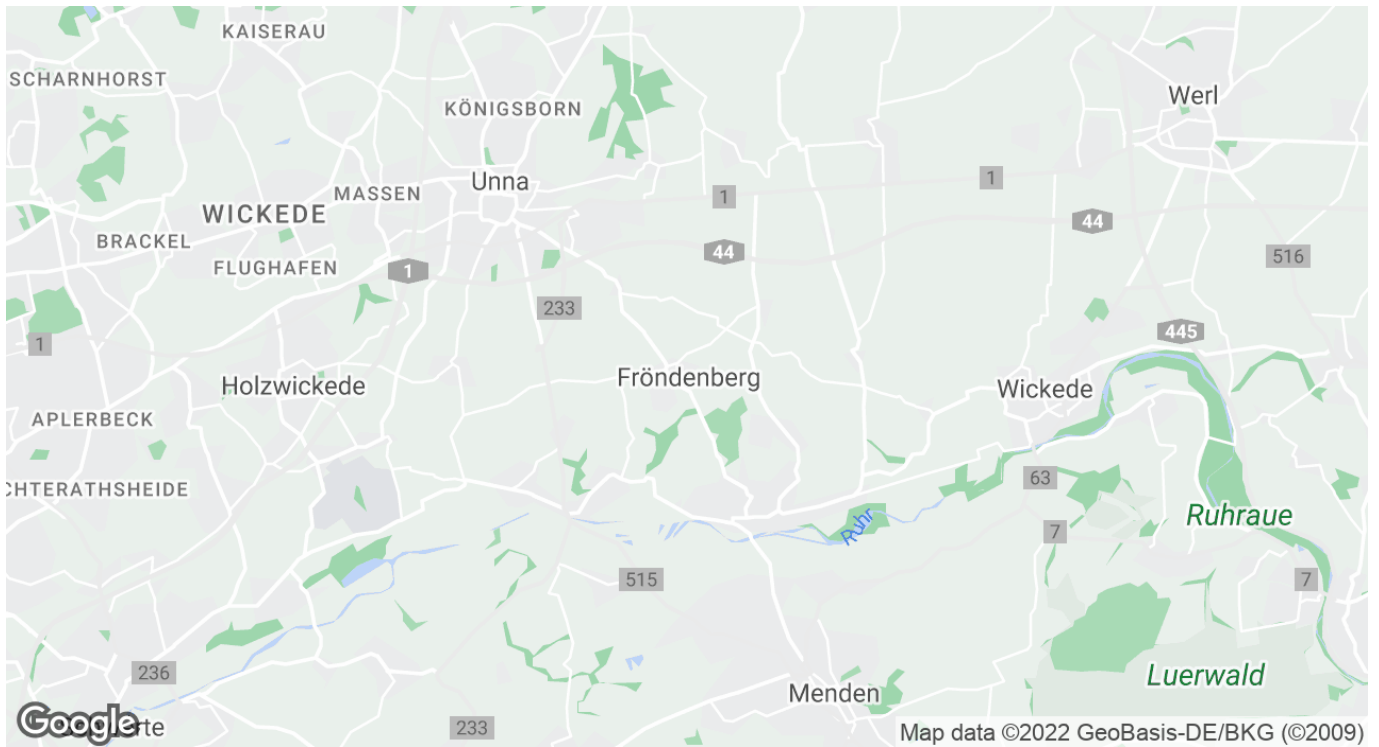 KAISERAU
SCHARNHORST
Werl
KÖNIGSBORN
Unna
MASSEN
1
1
WICKEDE
44
BRACKEL
44
516
FLUGHAFEN
1
233
445
1
Fröndenberg
Holzwickede
Wickede
APLERBECK
63
CHTERATHSHEIDE
Ruhraue
Ruhr
7
515
7
236
Luerwald
Menden
Google
233
Map data ©2022 GeoBasis-DE/BKG (©2009)